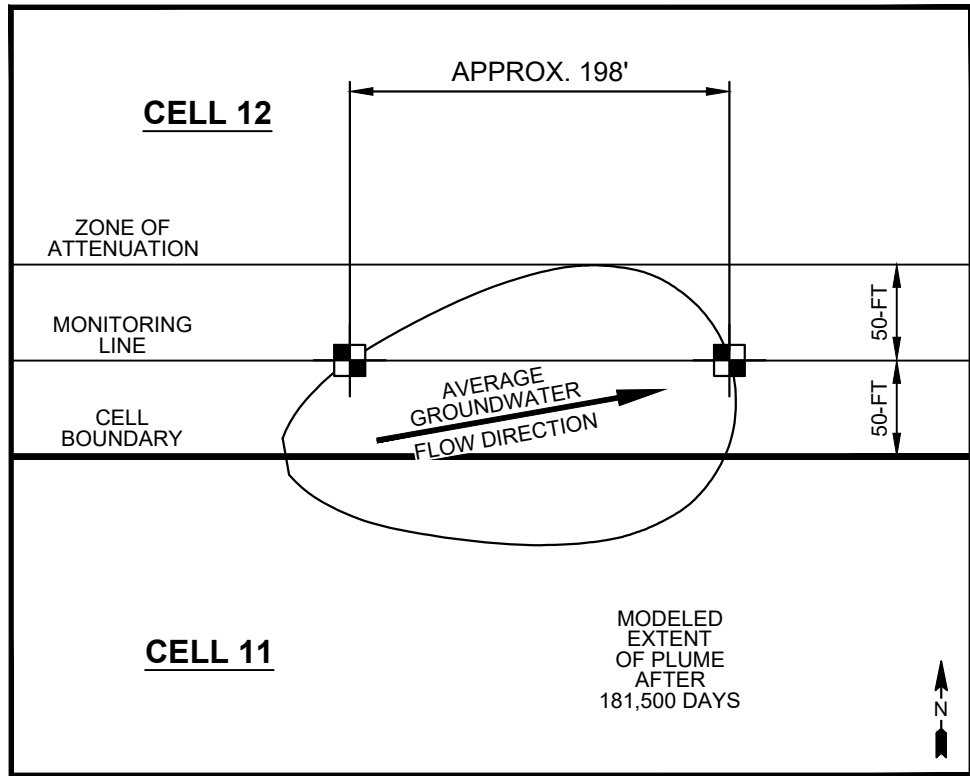 APPROX. 198'
CELL 12
ZONE OF
ATTENUATION
MONITORING
LINE
50-FT
AVERAGE
GROUNDWATER
FLOW DIRECTION
CELL
BOUNDARY
50-FT
CELL 11
MODELED
EXTENT
OF PLUME
AFTER
181,500 DAYS
N